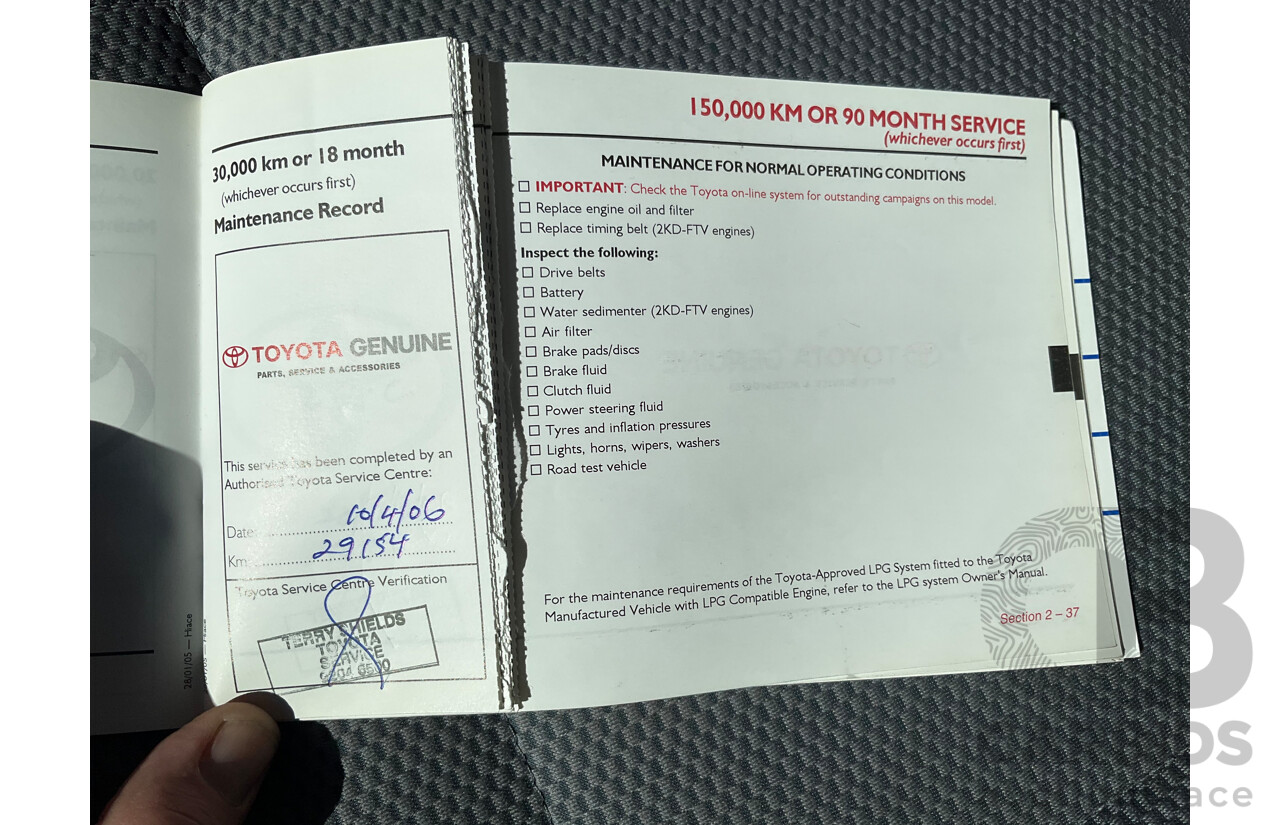 30,000 km or 18 month
(whichever occurs first)
Maintenance Record
TOYOTA GENUINE
PARTS, SERVICE & ACCESSORIES
This service has been completed by an
Authorised Toyota Service Centre:
Date: 10/4/06
Km: 29154
Toyota Service Centre Verification
TERRY SHIELDS
TOYOTA
SERVICE
28/01/05 — Hiace
150,000 KM OR 90 MONTH SERVICE
(whichever occurs first)
MAINTENANCE FOR NORMAL OPERATING CONDITIONS
IMPORTANT: Check the Toyota on-line system for outstanding campaigns on this model.
Replace engine oil and filter
Replace timing belt (2KD-FTV engines)
Inspect the following:
Drive belts
Battery
Water sedimenter (2KD-FTV engines)
Air filter
Brake pads/discs
Brake fluid
Clutch fluid
Power steering fluid
Tyres and inflation pressures
Lights, horns, wipers, washers
Road test vehicle
For the maintenance requirements of the Toyota-Approved LPG System fitted to the Toyota
Manufactured Vehicle with LPG Compatible Engine, refer to the LPG system Owner's Manual.
Section 2 – 37